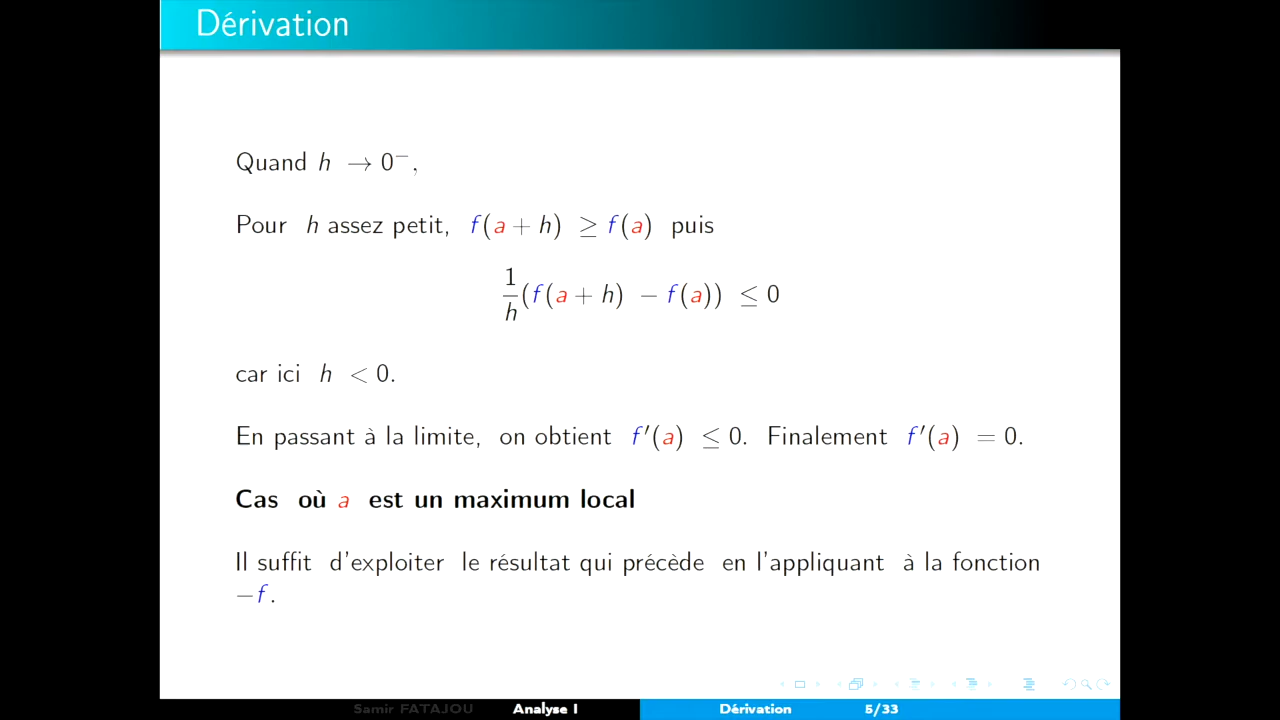 Dérivation
Quand h → 0⁻,
Pour h assez petit, f(a + h) ≥ f(a) puis
1/h (f(a + h) − f(a)) ≤ 0
car ici h < 0.
En passant à la limite, on obtient f′(a) ≤ 0. Finalement f′(a) = 0.
Cas où a est un maximum local
Il suffit d'exploiter le résultat qui précède en l'appliquant à la fonction
−f.
Samir FATAJOU Analyse I Dérivation 5/33